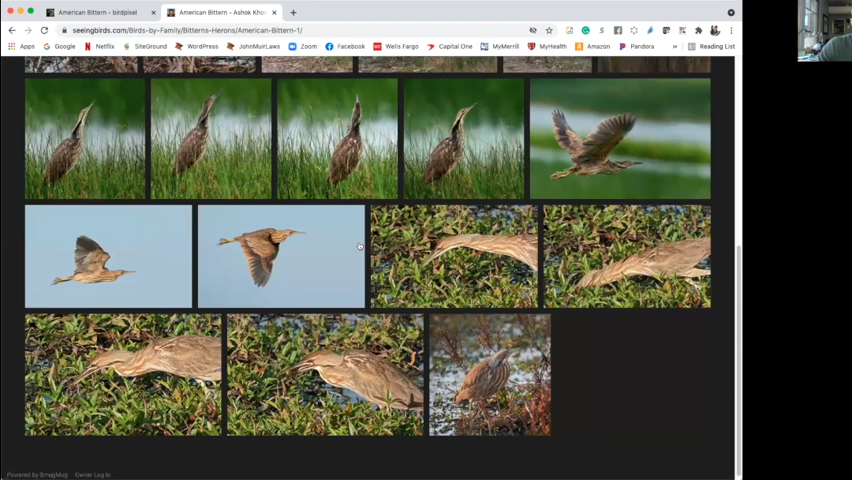 American Bittern - birdpixel
American Bittern - Ashok Kho
seeingbirds.com/Birds-by-Family/Bitterns-Herons/American-Bittern-1/
Apps Google Netflix SiteGround WordPress JohnMuirLaws Zoom Facebook Wells Fargo Capital One MyMerrill MyHealth Amazon Pandora » Reading List
Powered by SmugMug Owner Log In